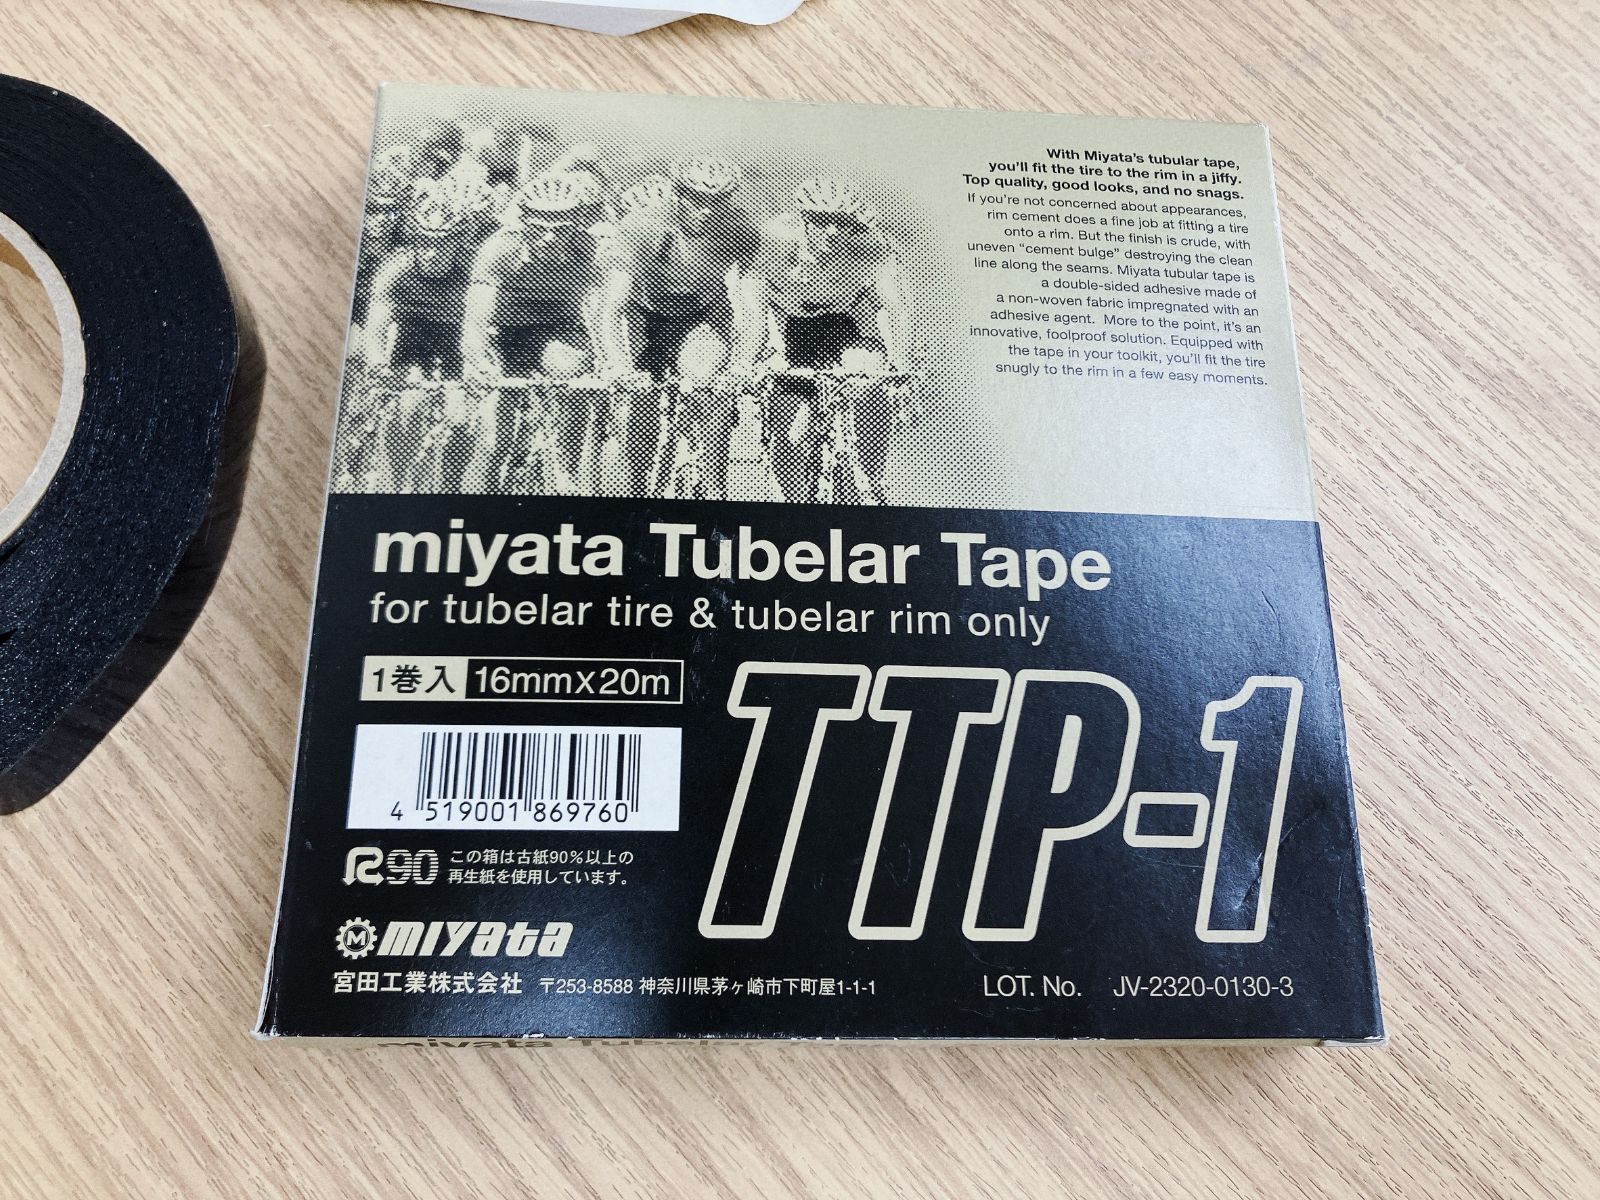 With Miyata's tubular tape,
you'll fit the tire to the rim in a jiffy.
Top quality, good looks, and no snags.
If you're not concerned about appearances,
rim cement does a fine job at fitting a tire
onto a rim. But the finish is crude, with
uneven "cement bulge" destroying the clean
line along the seams. Miyata tubular tape is
a double-sided adhesive made of
a non-woven fabric impregnated with an
adhesive agent. More to the point, it's an
innovative, foolproof solution. Equipped with
the tape in your toolkit, you'll fit the tire
snugly to the rim in a few easy moments.
miyata Tubelar Tape
for tubelar tire & tubelar rim only
1巻入 16mmx20m
TTP-1
4 519001 869760
R90 この箱は古紙90%以上の
再生紙を使用しています。
M miyata
宮田工業株式会社 〒253-8588 神奈川県茅ヶ崎市下町屋1-1-1
LOT. No. JV-2320-0130-3
miyata Tubelar